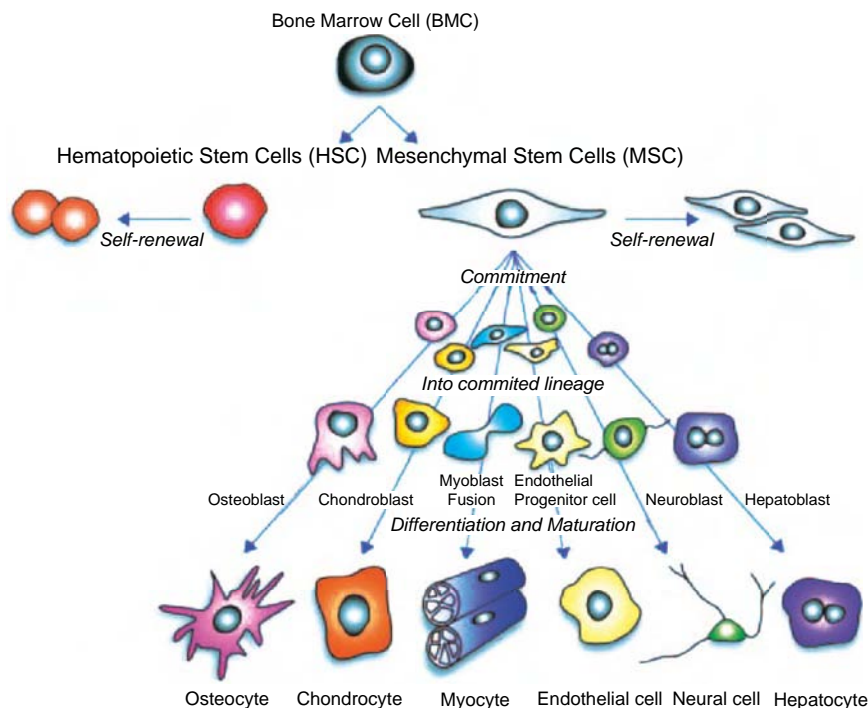 Bone Marrow Cell (BMC)
Hematopoietic Stem Cells (HSC) Mesenchymal Stem Cells (MSC)
Self-renewal
Self-renewal
Commitment
Into commited lineage
Osteoblast
Chondroblast
Myoblast
Fusion
Endothelial
Progenitor cell
Neuroblast
Hepatoblast
Differentiation and Maturation
Osteocyte
Chondrocyte
Myocyte
Endothelial cell
Neural cell
Hepatocyte